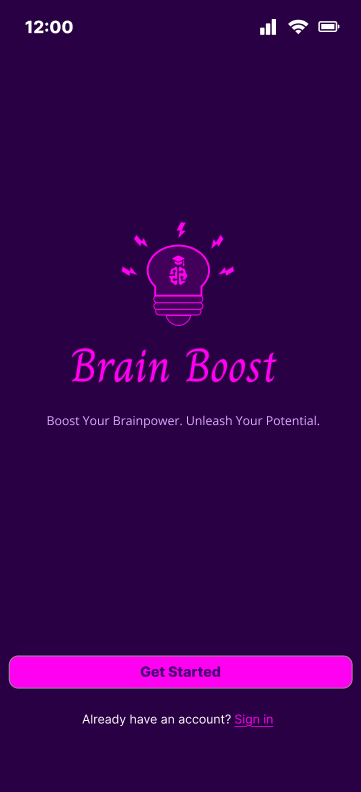 12:00
Brain Boost
Boost Your Brainpower. Unleash Your Potential.
Get Started
Already have an account? Sign in